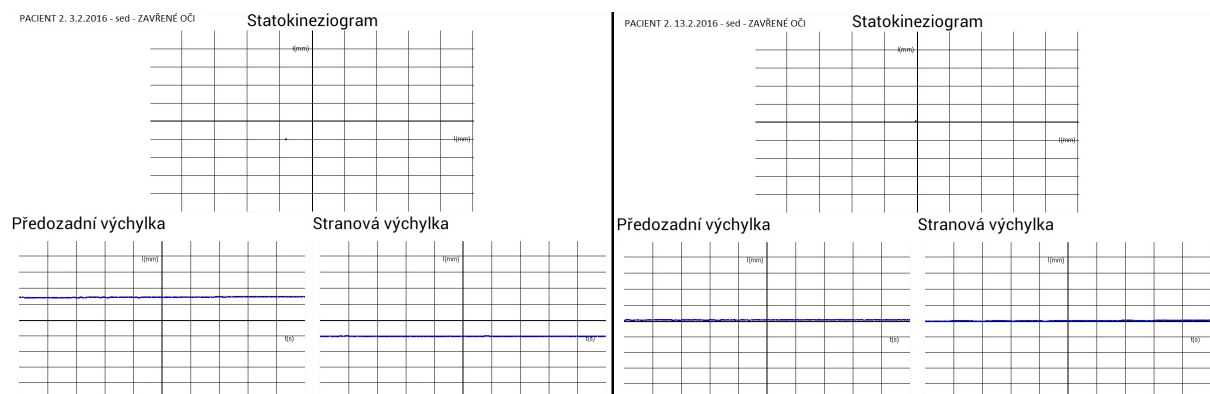 PACIENT 2. 3.2.2016 - sed - ZAVŘENÉ OČI
Statokineziogram
l(mm)
l(mm)
Předozadní výchylka
Stranová výchylka
l(mm)
t(s)
l(mm)
t(s)
PACIENT 2. 13.2.2016 - sed - ZAVŘENÉ OČI
Statokineziogram
l(mm)
l(mm)
Předozadní výchylka
Stranová výchylka
l(mm)
t(s)
l(mm)
t(s)